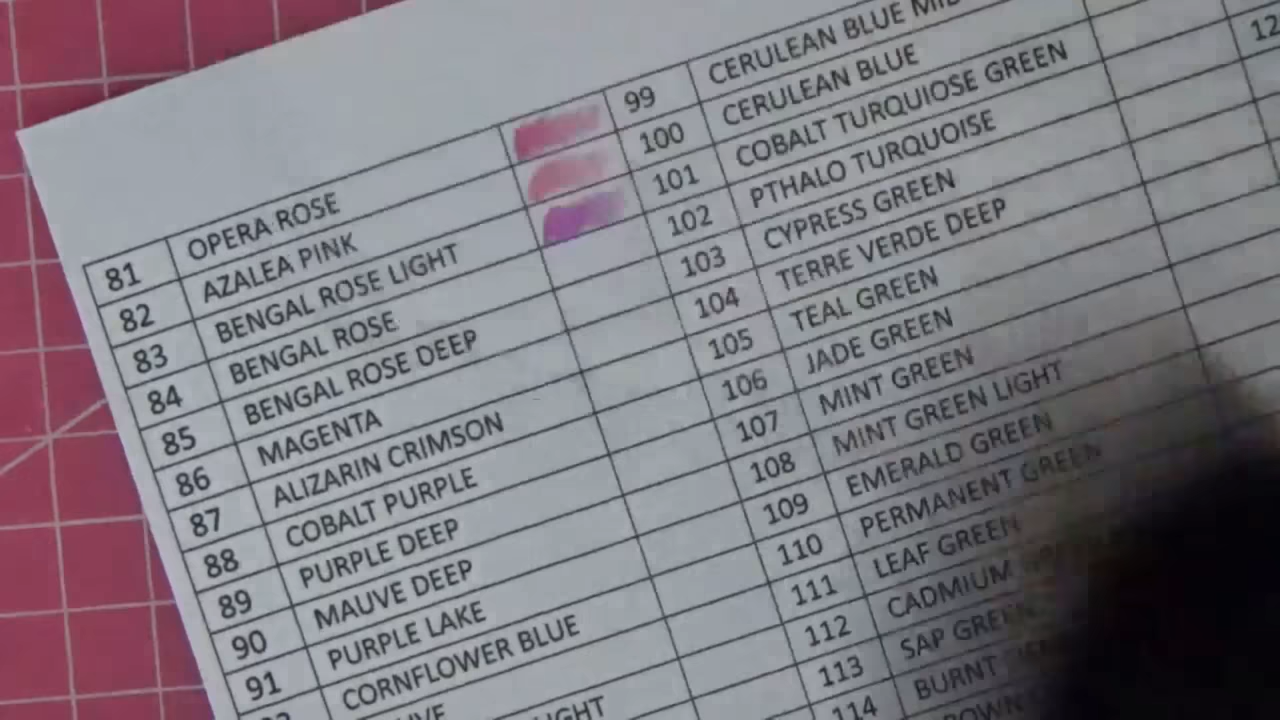 81 OPERA ROSE 99 CERULEAN BLUE
82 AZALEA PINK 100 CERULEAN BLUE
83 BENGAL ROSE LIGHT 101 COBALT TURQUIOSE GREEN
84 BENGAL ROSE 102 PTHALO TURQUOISE
85 BENGAL ROSE DEEP 103 CYPRESS GREEN
86 MAGENTA 104 TERRE VERDE DEEP
87 ALIZARIN CRIMSON 105 TEAL GREEN
88 COBALT PURPLE 106 JADE GREEN
89 PURPLE DEEP 107 MINT GREEN
90 MAUVE DEEP 108 MINT GREEN LIGHT
91 PURPLE LAKE 109 EMERALD GREEN
CORNFLOWER BLUE 110 PERMANENT GREEN
111 LEAF GREEN
112 CADMIUM
113 SAP GREEN
114 BURNT